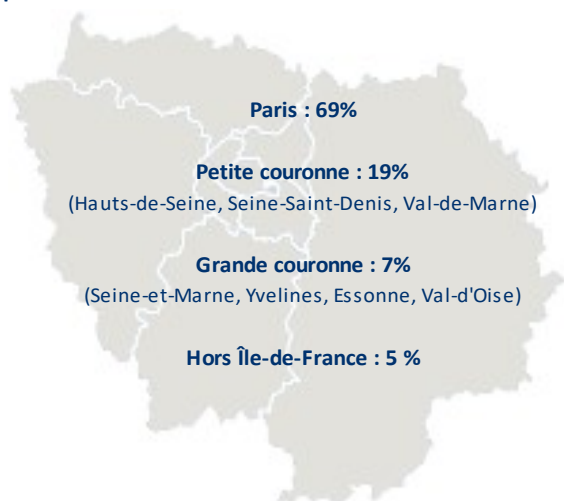 Paris : 69%
Petite couronne : 19%
(Hauts-de-Seine, Seine-Saint-Denis, Val-de-Marne)
Grande couronne : 7%
(Seine-et-Marne, Yvelines, Essonne, Val-d'Oise)
Hors Île-de-France : 5 %